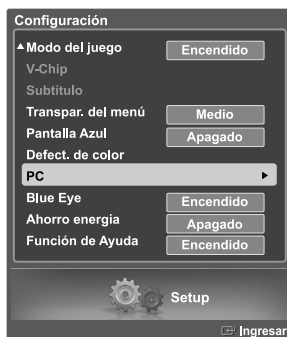 Configuración
▲Modo del juego Encendido
V-Chip
Subtítulo
Transpar. del menú Medio
Pantalla Azul Apagado
Defect. de color
PC ►
Blue Eye Encendido
Ahorro energía Apagado
Función de Ayuda Encendido
Setup
Ingresar